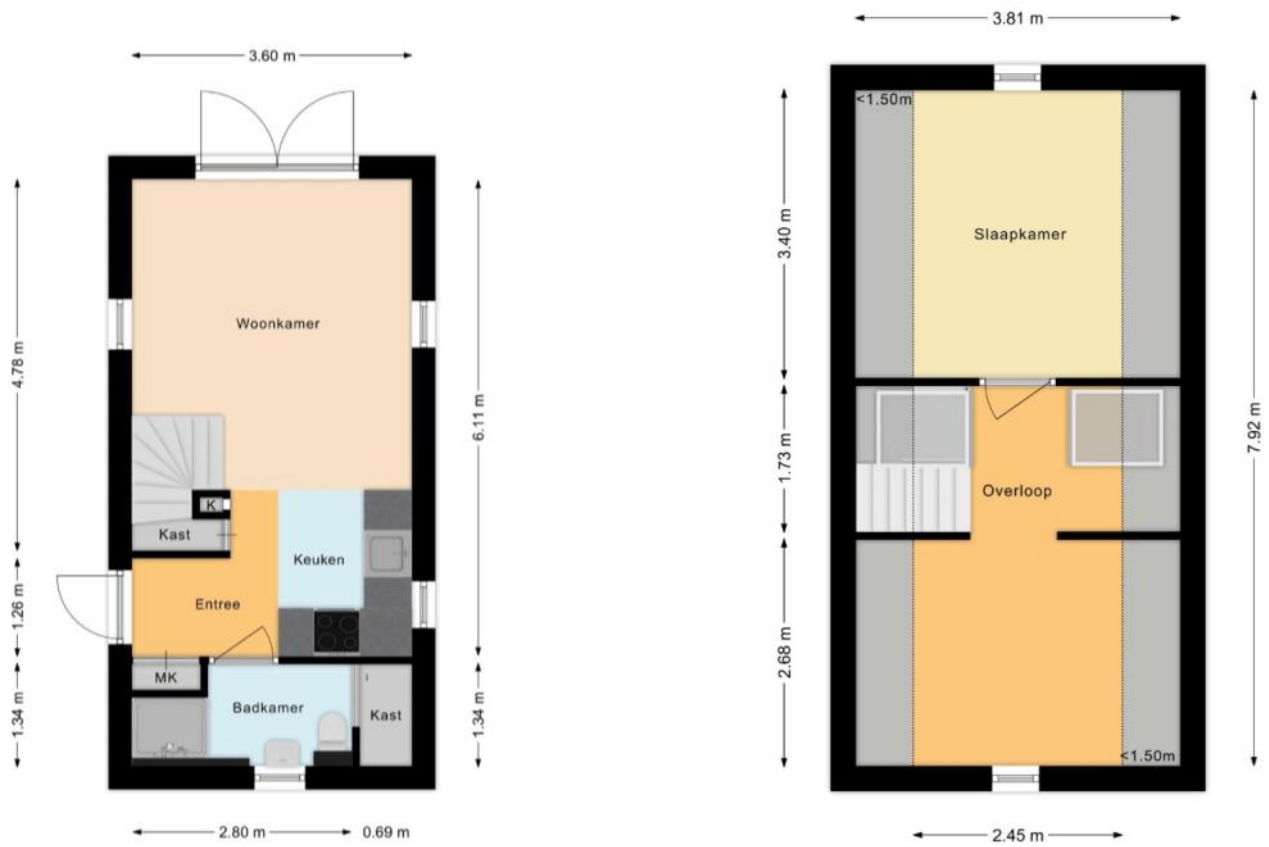 3.60 m
4.78 m
1.26 m
1.34 m
Woonkamer
K
Kast
Keuken
Entree
MK
Badkamer
Kast
6.11 m
1.34 m
2.80 m
0.69 m
3.81 m
<1.50m
3.40 m
Slaapkamer
1.73 m
Overloop
7.92 m
2.68 m
<1.50m
2.45 m